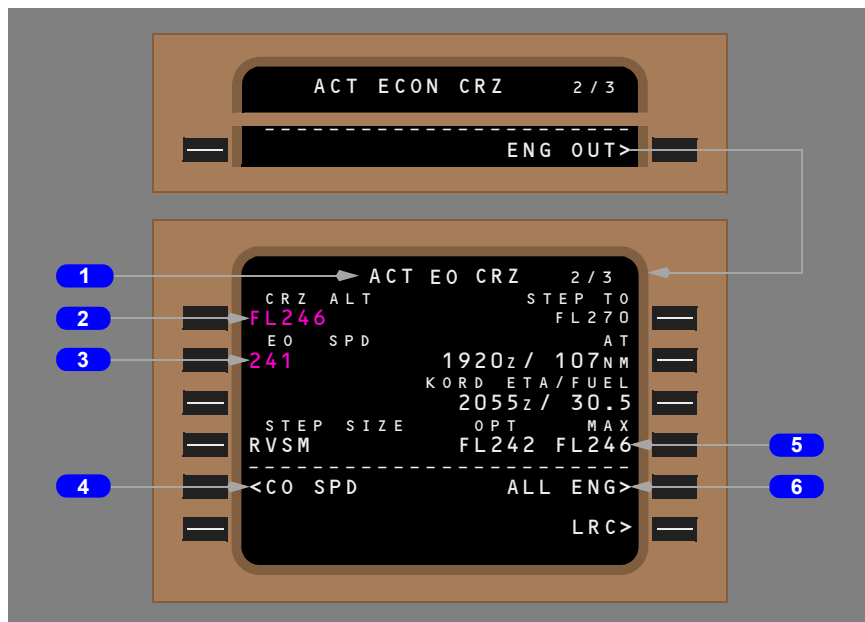 ACT ECON CRZ 2/3
ENG OUT>
1 ACT EO CRZ 2/3
CRZ ALT STEP TO
2 FL246 FL270
EO SPD AT
3 241 1920z/ 107NM
KORD ETA/FUEL
2055z/ 30.5
STEP SIZE OPT MAX
RVSM FL242 FL246 5
4 <CO SPD ALL ENG> 6
LRC>